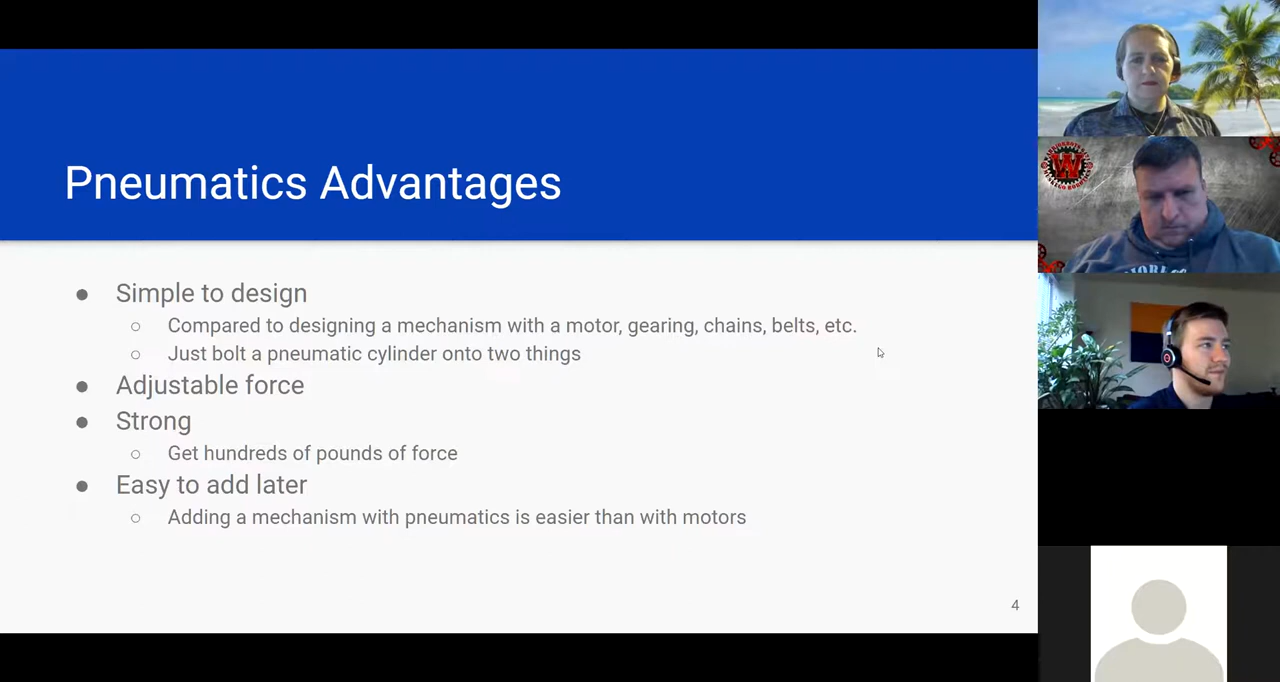 Pneumatics Advantages
● Simple to design
○ Compared to designing a mechanism with a motor, gearing, chains, belts, etc.
○ Just bolt a pneumatic cylinder onto two things
● Adjustable force
● Strong
○ Get hundreds of pounds of force
● Easy to add later
○ Adding a mechanism with pneumatics is easier than with motors
4
W